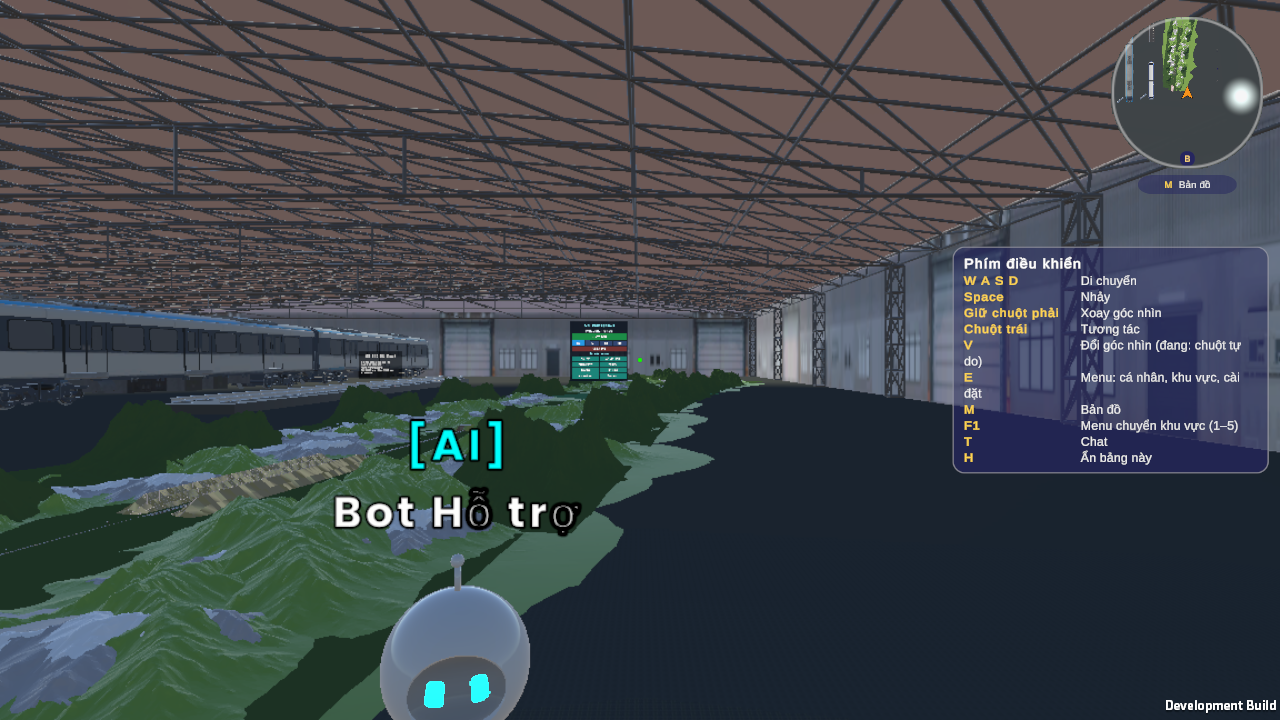 B
M Bản đồ
Phím điều khiển
W A S D Di chuyển
Space Nhảy
Giữ chuột phải Xoay góc nhìn
Chuột trái Tương tác
V Đổi góc nhìn (đang: chuột tự
do)
E Menu: cá nhân, khu vực, cài
đặt
M Bản đồ
F1 Menu chuyển khu vực (1–5)
T Chat
H Ẩn bảng này
[AI]
Bot Hỗ trợ
Development Build